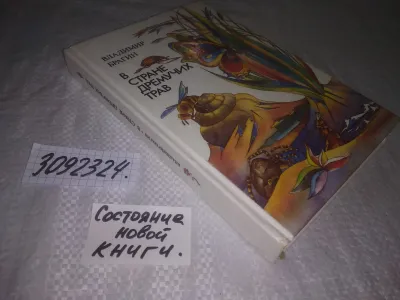 ВЛАДИМИР
БРАГИН
В
СТРАНЕ
ДРЕМУЧИХ
ТРАВ
3092324.
Состояние
новой
книги.